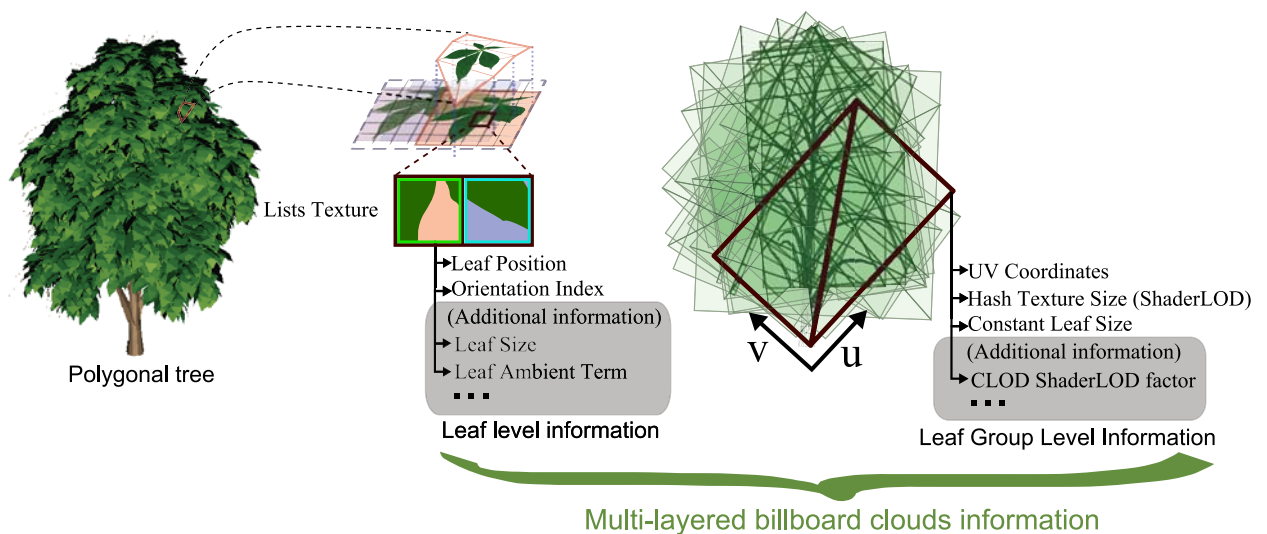 Polygonal tree
Lists Texture
Leaf Position
Orientation Index
(Additional information)
Leaf Size
Leaf Ambient Term
...
Leaf level information
v
u
UV Coordinates
Hash Texture Size (ShaderLOD)
Constant Leaf Size
(Additional information)
CLOD ShaderLOD factor
...
Leaf Group Level Information
Multi-layered billboard clouds information